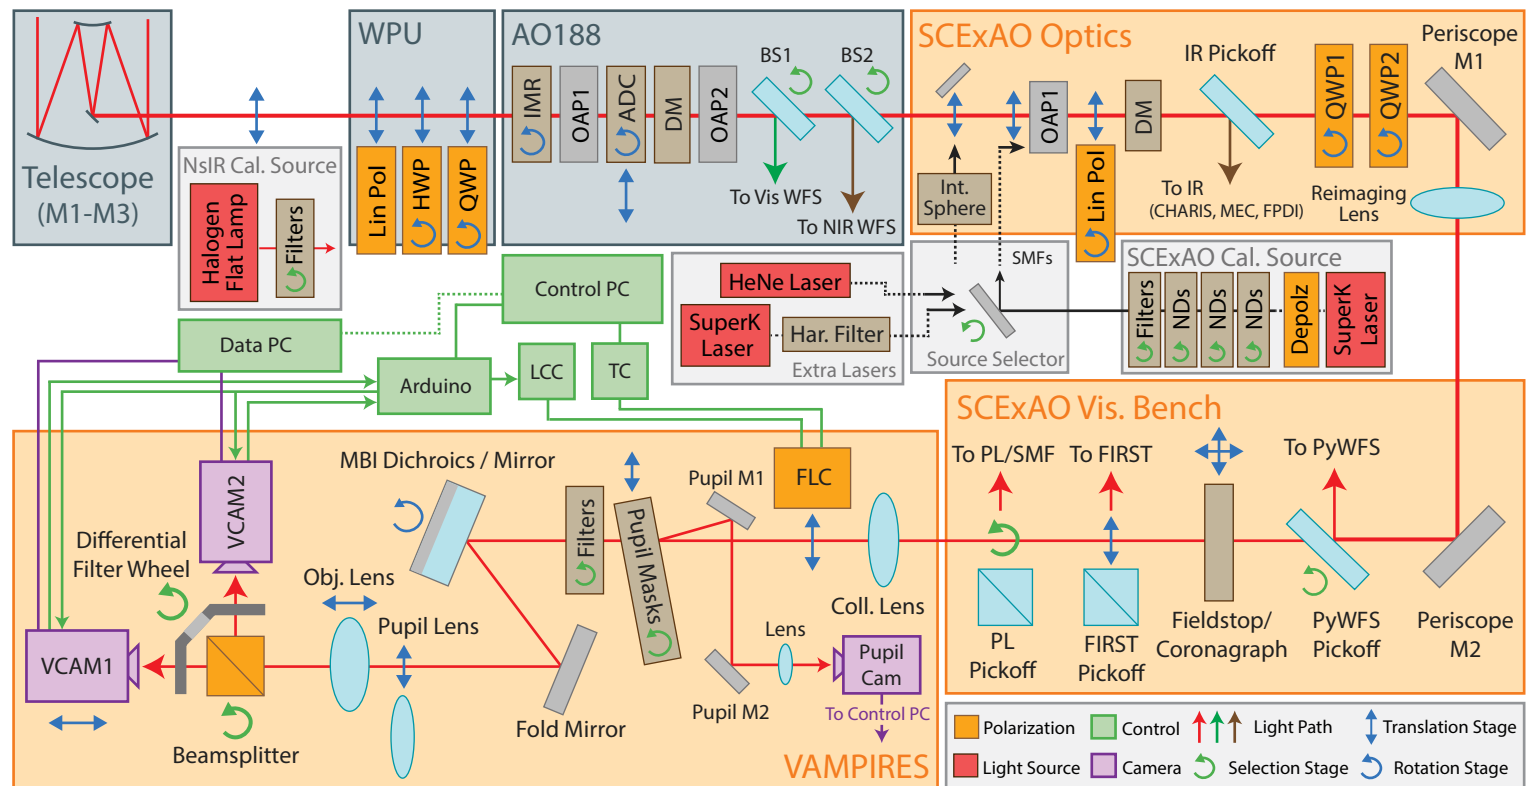 Telescope
(M1-M3)
NsIR Cal. Source
Halogen
Flat Lamp
Filters
WPU
Lin Pol
HWP
QWP
AO188
IMR
OAP1
ADC
DM
OAP2
BS1
BS2
To Vis WFS
To NIR WFS
SCExAO Optics
Int.
Sphere
OAP1
Lin Pol
DM
IR Pickoff
To IR
(CHARIS, MEC, FPDI)
QWP1
QWP2
Periscope
M1
Reimaging
Lens
HeNe Laser
SuperK
Laser
Har. Filter
Extra Lasers
SMFs
Source Selector
SCExAO Cal. Source
Filters
NDs
NDs
NDs
Depolz
SuperK
Laser
Control PC
Data PC
Arduino
LCC
TC
SCExAO Vis. Bench
To PL/SMF
To FIRST
To PyWFS
PL
Pickoff
FIRST
Pickoff
Fieldstop/
Coronagraph
PyWFS
Pickoff
Periscope
M2
MBI Dichroics / Mirror
Filters
Pupil Masks
Pupil M1
FLC
Coll. Lens
VCAM2
Differential
Filter Wheel
Obj. Lens
Pupil Lens
VCAM1
Beamsplitter
Fold Mirror
Pupil M2
Lens
Pupil
Cam
To Control PC
VAMPIRES
Polarization
Control
Light Path
Translation Stage
Light Source
Camera
Selection Stage
Rotation Stage